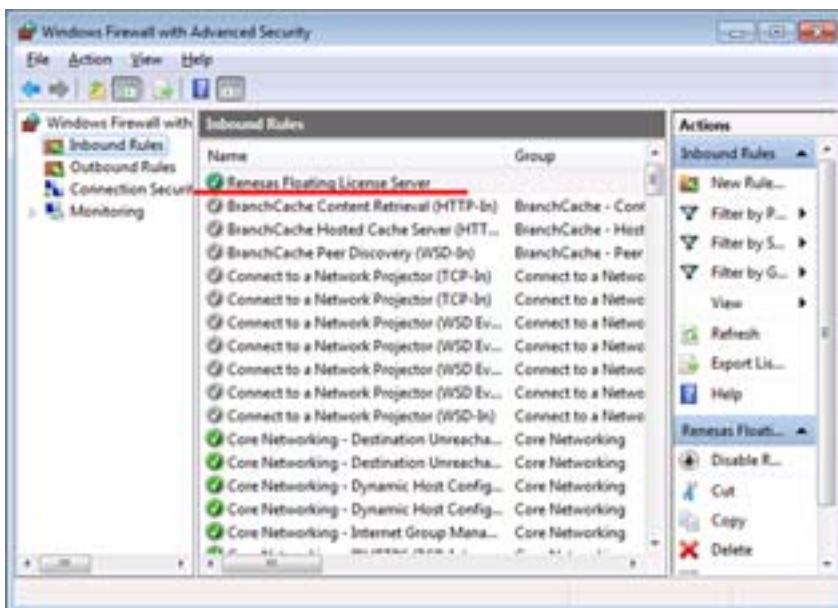 Windows Firewall with Advanced Security
File Action View Help
Windows Firewall with
Inbound Rules
Outbound Rules
Connection Securit
Monitoring
Inbound Rules
Name Group
Renesas Floating License Server
BranchCache Content Retrieval (HTTP-In) BranchCache - Cont
BranchCache Hosted Cache Server (HTT... BranchCache - Host
BranchCache Peer Discovery (WSD-In) BranchCache - Peer
Connect to a Network Projector (TCP-In) Connect to a Netwo
Connect to a Network Projector (TCP-In) Connect to a Netwo
Connect to a Network Projector (WSD Ev... Connect to a Netwo
Connect to a Network Projector (WSD Ev... Connect to a Netwo
Connect to a Network Projector (WSD Ev... Connect to a Netwo
Connect to a Network Projector (WSD Ev... Connect to a Netwo
Connect to a Network Projector (WSD-In) Connect to a Netwo
Core Networking - Destination Unreacha... Core Networking
Core Networking - Destination Unreacha... Core Networking
Core Networking - Dynamic Host Config... Core Networking
Core Networking - Dynamic Host Config... Core Networking
Core Networking - Internet Group Mana... Core Networking
Actions
Inbound Rules
New Rule...
Filter by P...
Filter by S...
Filter by G...
View
Refresh
Export Lis...
Help
Renesas Floati...
Disable R...
Cut
Copy
Delete